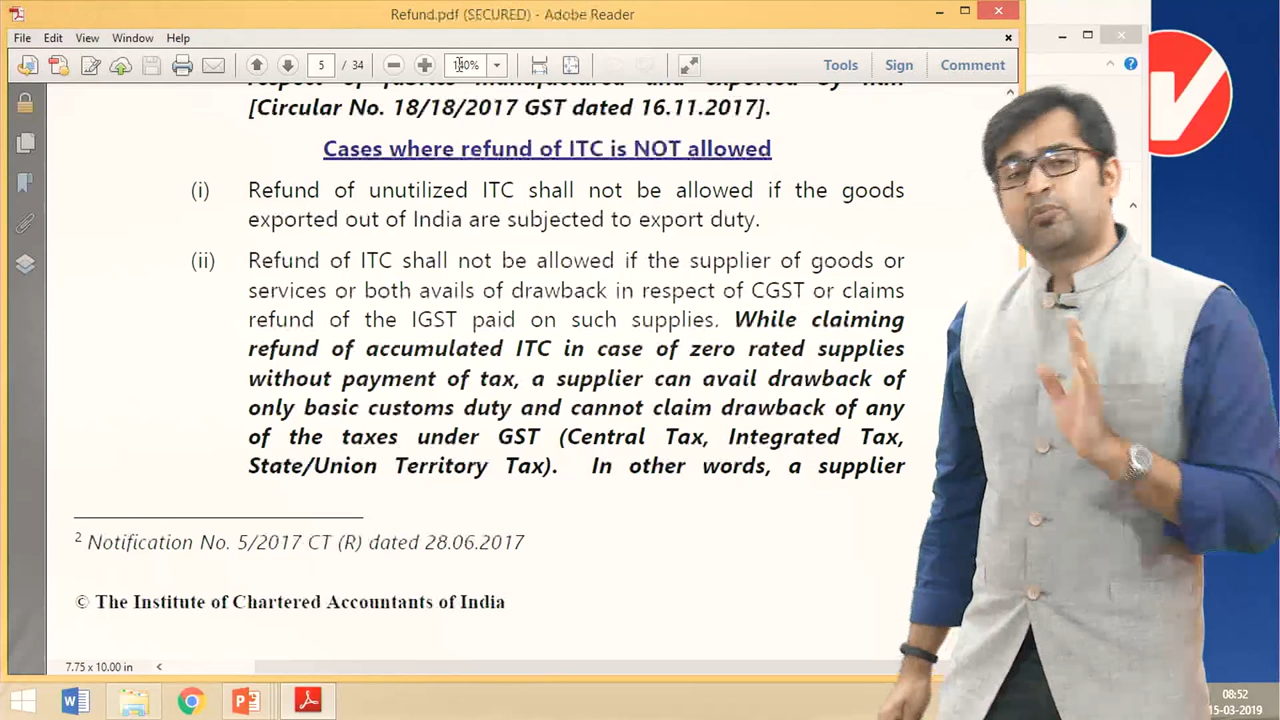 Refund.pdf (SECURED) - Adobe Reader
File Edit View Window Help
5 / 34
Tools Sign Comment
[Circular No. 18/18/2017 GST dated 16.11.2017].
Cases where refund of ITC is NOT allowed
(i) Refund of unutilized ITC shall not be allowed if the goods
exported out of India are subjected to export duty.
(ii) Refund of ITC shall not be allowed if the supplier of goods or
services or both avails of drawback in respect of CGST or claims
refund of the IGST paid on such supplies. While claiming
refund of accumulated ITC in case of zero rated supplies
without payment of tax, a supplier can avail drawback of
only basic customs duty and cannot claim drawback of any
of the taxes under GST (Central Tax, Integrated Tax,
State/Union Territory Tax). In other words, a supplier
2 Notification No. 5/2017 CT (R) dated 28.06.2017
© The Institute of Chartered Accountants of India
7.75 x 10.00 in
08:52
15-03-2019